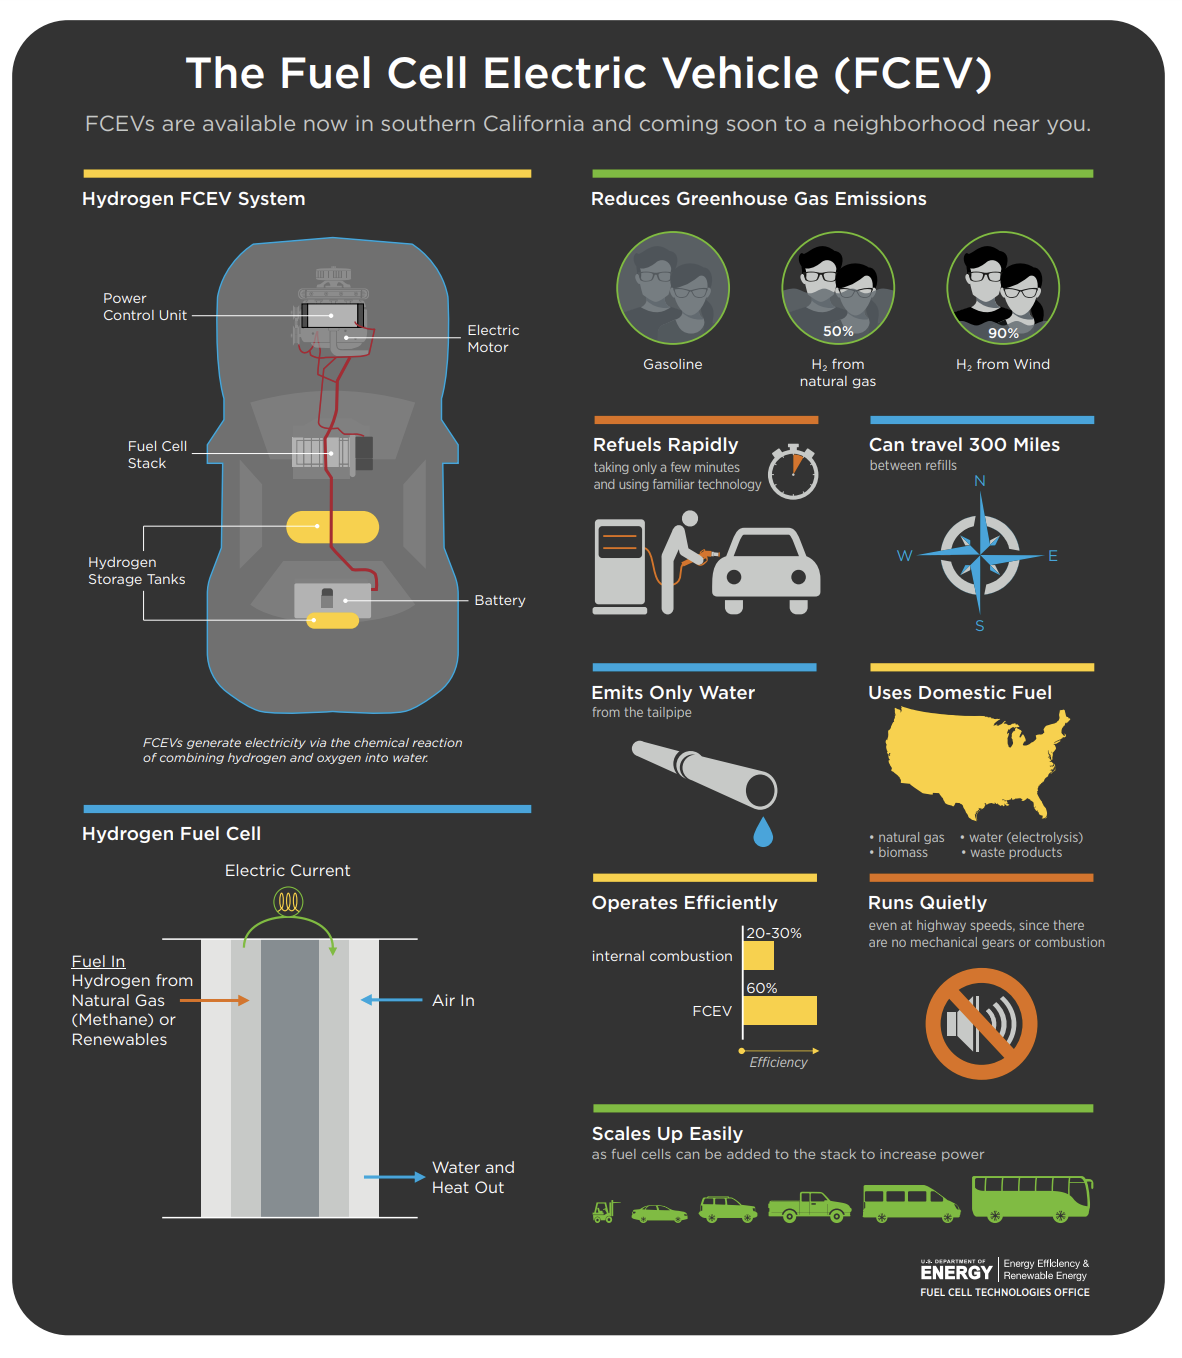 The Fuel Cell Electric Vehicle (FCEV)
FCEVs are available now in southern California and coming soon to a neighborhood near you.
Hydrogen FCEV System
Power
Control Unit
Electric
Motor
Fuel Cell
Stack
Hydrogen
Storage Tanks
Battery
FCEVs generate electricity via the chemical reaction
of combining hydrogen and oxygen into water.
Hydrogen Fuel Cell
Electric Current
Fuel In
Hydrogen from
Natural Gas
(Methane) or
Renewables
Air In
Water and
Heat Out
Reduces Greenhouse Gas Emissions
50%
90%
Gasoline
H₂ from
natural gas
H₂ from Wind
Refuels Rapidly
taking only a few minutes
and using familiar technology
Can travel 300 Miles
between refills
N
W
E
S
Emits Only Water
from the tailpipe
Uses Domestic Fuel
• natural gas • water (electrolysis)
• biomass • waste products
Operates Efficiently
20-30%
internal combustion
60%
FCEV
Efficiency
Runs Quietly
even at highway speeds, since there
are no mechanical gears or combustion
Scales Up Easily
as fuel cells can be added to the stack to increase power
U.S. DEPARTMENT OF
ENERGY
Energy Efficiency &
Renewable Energy
FUEL CELL TECHNOLOGIES OFFICE